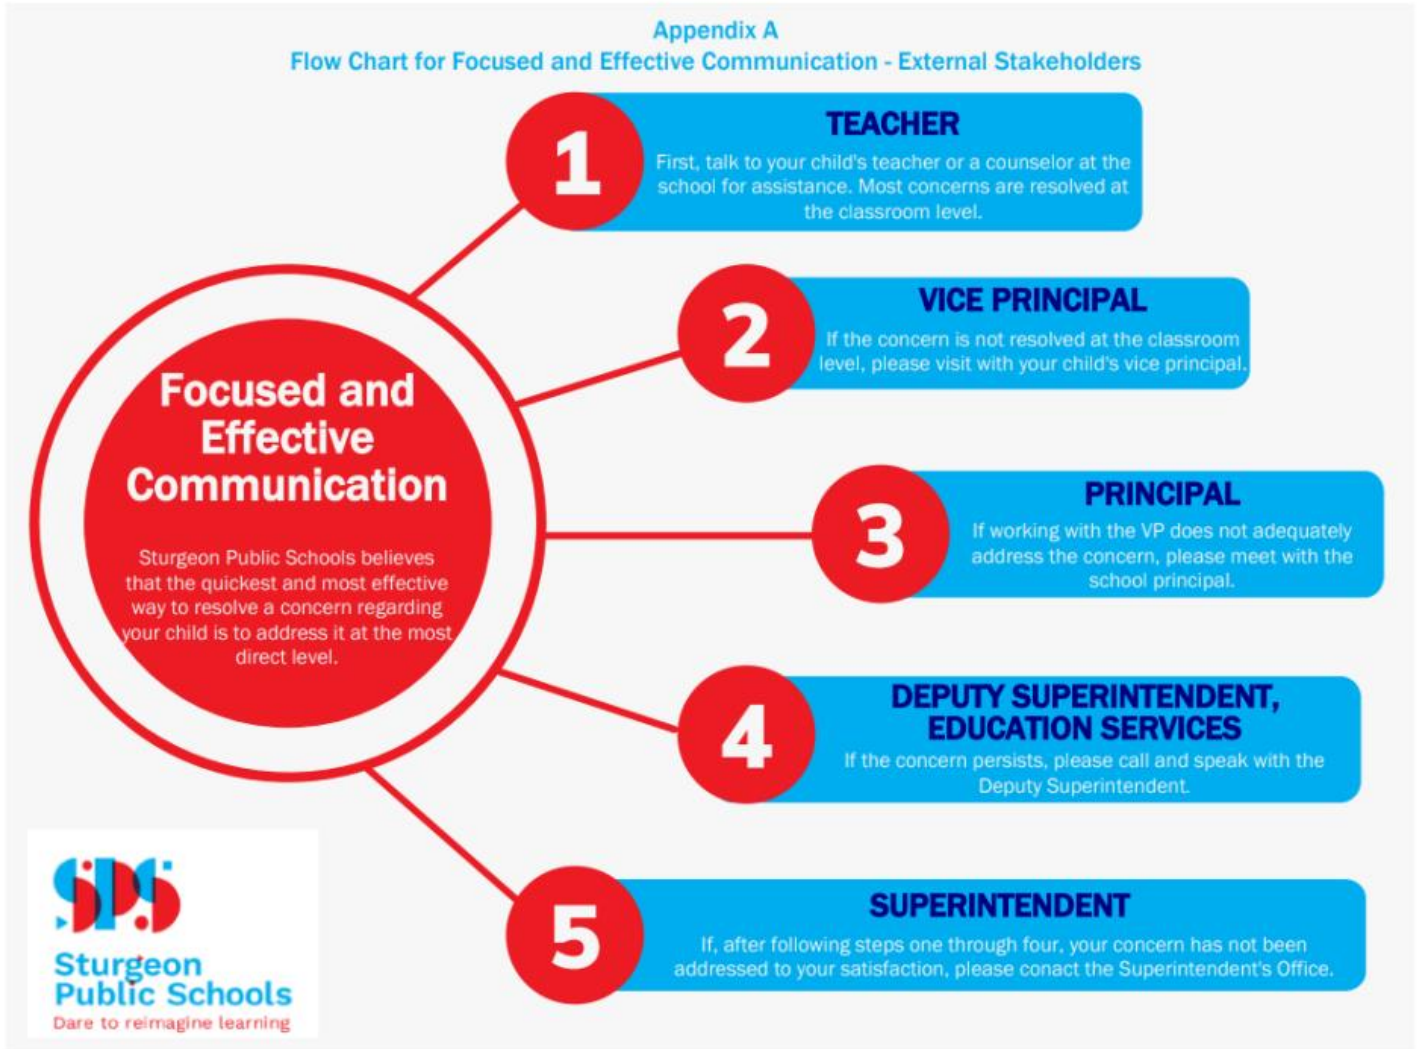 Appendix A
Flow Chart for Focused and Effective Communication - External Stakeholders
1
TEACHER
First, talk to your child's teacher or a counselor at the
school for assistance. Most concerns are resolved at
the classroom level.
2
VICE PRINCIPAL
If the concern is not resolved at the classroom
level, please visit with your child's vice principal.
Focused and
Effective
Communication
Sturgeon Public Schools believes
that the quickest and most effective
way to resolve a concern regarding
your child is to address it at the most
direct level.
3
PRINCIPAL
If working with the VP does not adequately
address the concern, please meet with the
school principal.
4
DEPUTY SUPERINTENDENT,
EDUCATION SERVICES
If the concern persists, please call and speak with the
Deputy Superintendent.
5
SUPERINTENDENT
If, after following steps one through four, your concern has not been
addressed to your satisfaction, please conact the Superintendent's Office.
SPS
Sturgeon
Public Schools
Dare to reimagine learning